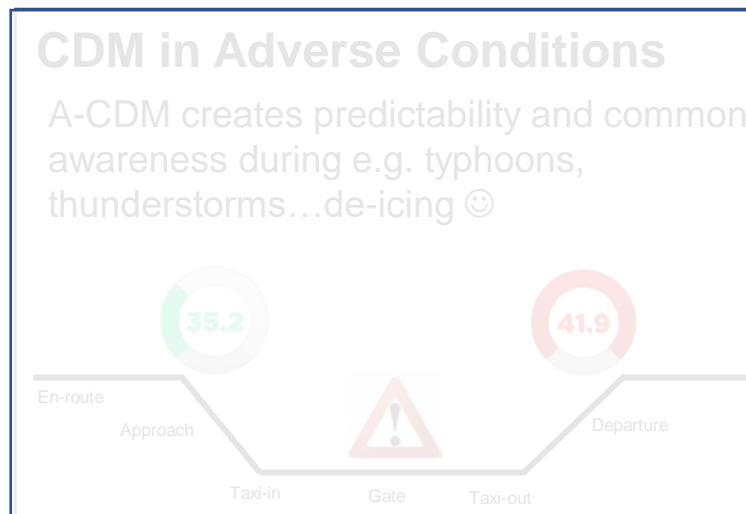 CDM in Adverse Conditions
A-CDM creates predictability and common
awareness during e.g. typhoons,
thunderstorms…de-icing ☺
35.2
41.9
En-route
Approach
Departure
Taxi-in
Gate
Taxi-out